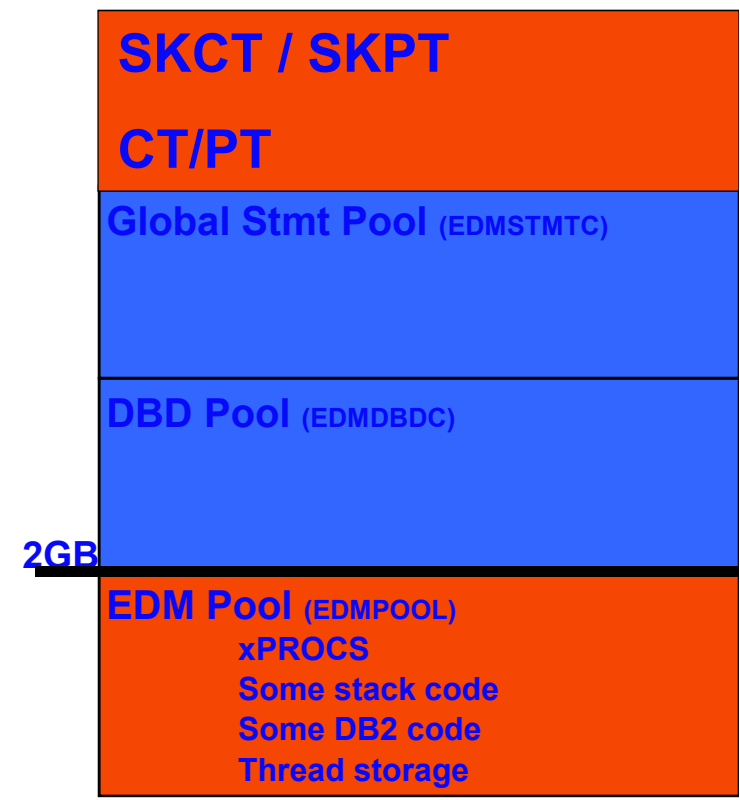 SKCT / SKPT
CT/PT
Global Stmt Pool (EDMSTMTC)
DBD Pool (EDMDBDC)
2GB
EDM Pool (EDMPOOL)
xPROCS
Some stack code
Some DB2 code
Thread storage